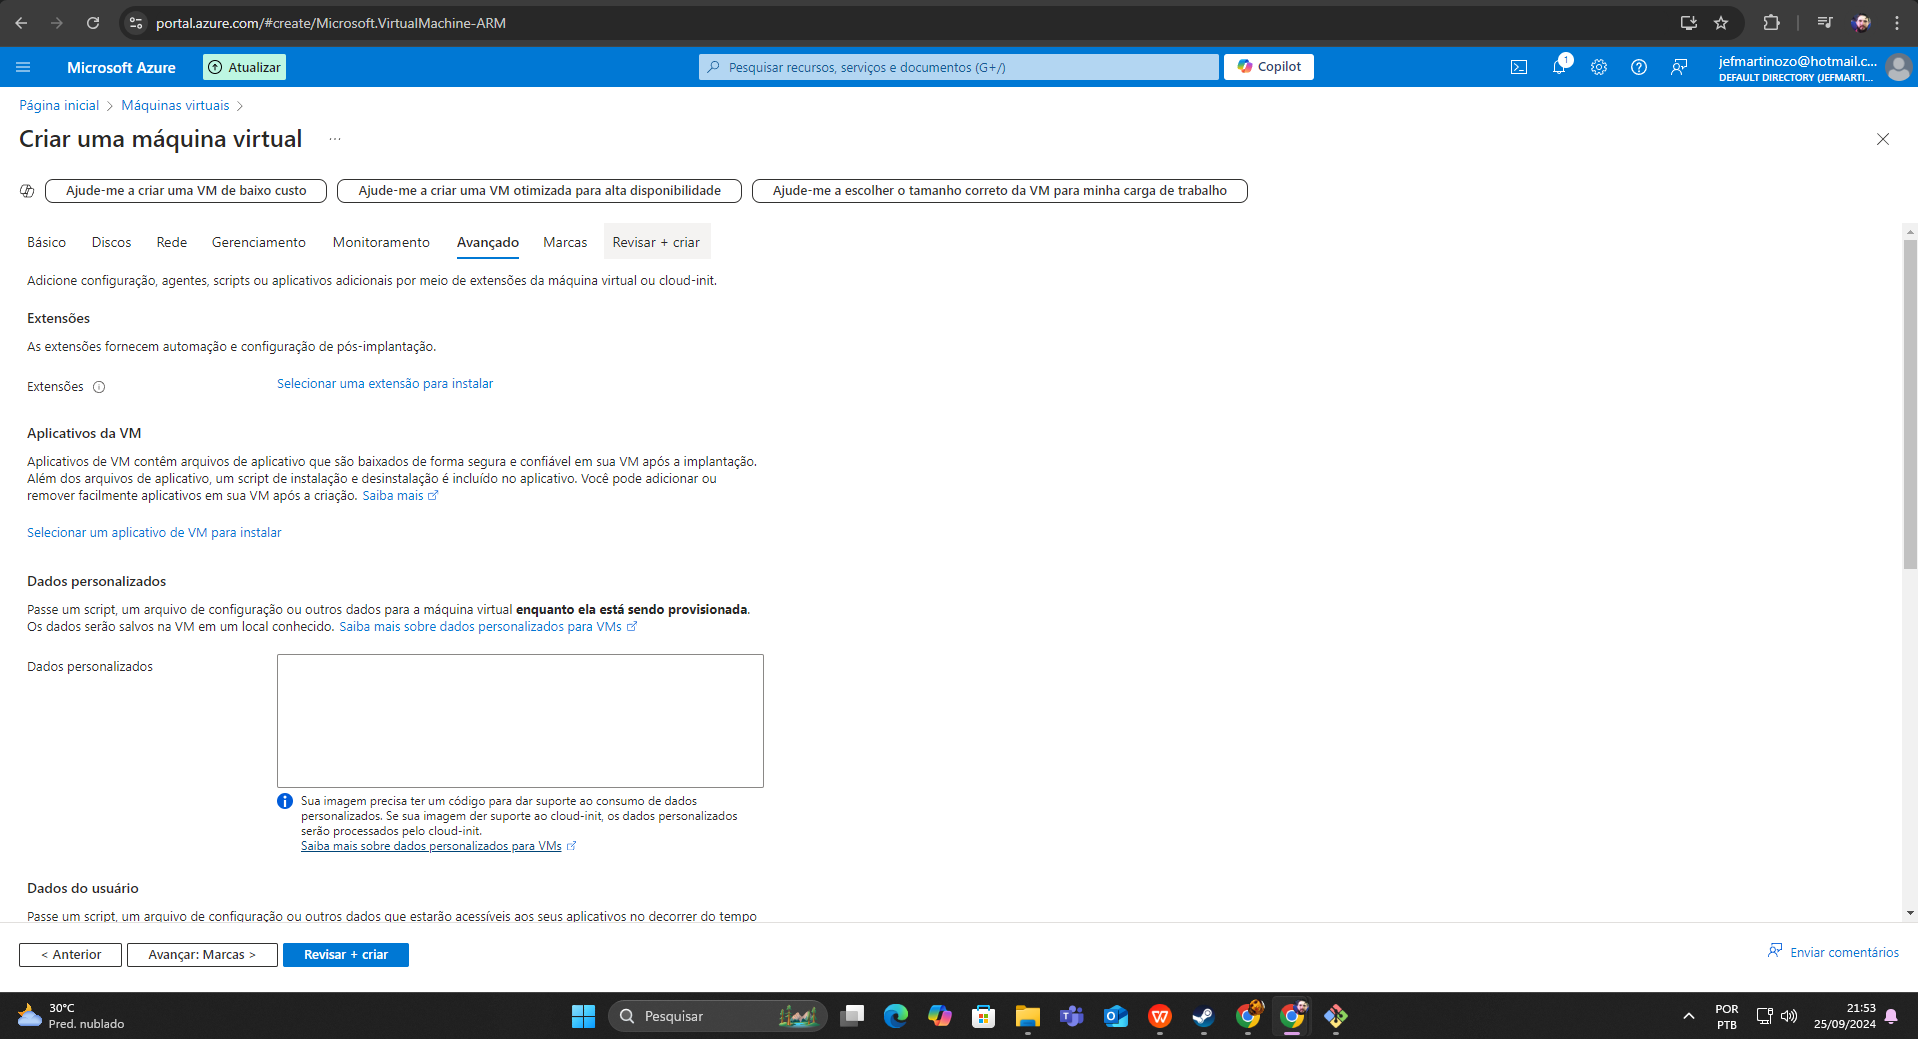 portal.azure.com/#create/Microsoft.VirtualMachine-ARM
Microsoft Azure
Atualizar
Pesquisar recursos, serviços e documentos (G+/)
Copilot
1
jefmartinozo@hotmail.c...
DEFAULT DIRECTORY (JEFMARTI...
Página inicial > Máquinas virtuais >
Criar uma máquina virtual ...
Ajude-me a criar uma VM de baixo custo
Ajude-me a criar uma VM otimizada para alta disponibilidade
Ajude-me a escolher o tamanho correto da VM para minha carga de trabalho
Básico Discos Rede Gerenciamento Monitoramento Avançado Marcas Revisar + criar
Adicione configuração, agentes, scripts ou aplicativos adicionais por meio de extensões da máquina virtual ou cloud-init.
Extensões
As extensões fornecem automação e configuração de pós-implantação.
Extensões
Selecionar uma extensão para instalar
Aplicativos da VM
Aplicativos de VM contêm arquivos de aplicativo que são baixados de forma segura e confiável em sua VM após a implantação.
Além dos arquivos de aplicativo, um script de instalação e desinstalação é incluído no aplicativo. Você pode adicionar ou
remover facilmente aplicativos em sua VM após a criação. Saiba mais
Selecionar um aplicativo de VM para instalar
Dados personalizados
Passe um script, um arquivo de configuração ou outros dados para a máquina virtual enquanto ela está sendo provisionada.
Os dados serão salvos na VM em um local conhecido. Saiba mais sobre dados personalizados para VMs
Dados personalizados
Sua imagem precisa ter um código para dar suporte ao consumo de dados
personalizados. Se sua imagem der suporte ao cloud-init, os dados personalizados
serão processados pelo cloud-init.
Saiba mais sobre dados personalizados para VMs
Dados do usuário
Passe um script, um arquivo de configuração ou outros dados que estarão acessíveis aos seus aplicativos no decorrer do tempo
< Anterior
Avançar: Marcas >
Revisar + criar
Enviar comentários
30°C
Pred. nublado
Pesquisar
POR
PTB
21:53
25/09/2024